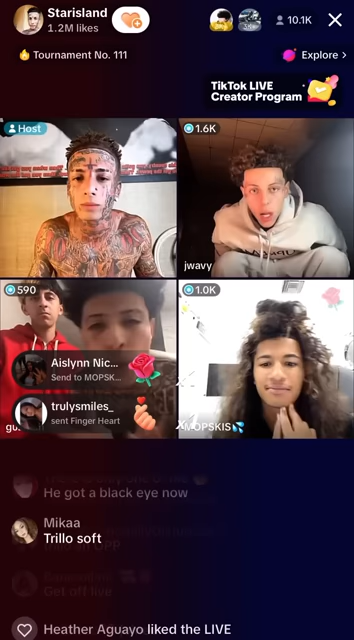 Starisland
1.2M likes
10.1K
Tournament No. 111
Explore >
TikTok LIVE
Creator Program
Host
1.6K
jwavy
590
1.0K
Aislynn Nic...
Send to MOPSK...
trulysmiles_
sent Finger Heart
MOPSKIS💦
He got a black eye now
Mikaa
Trillo soft
Get off live
Heather Aguayo liked the LIVE